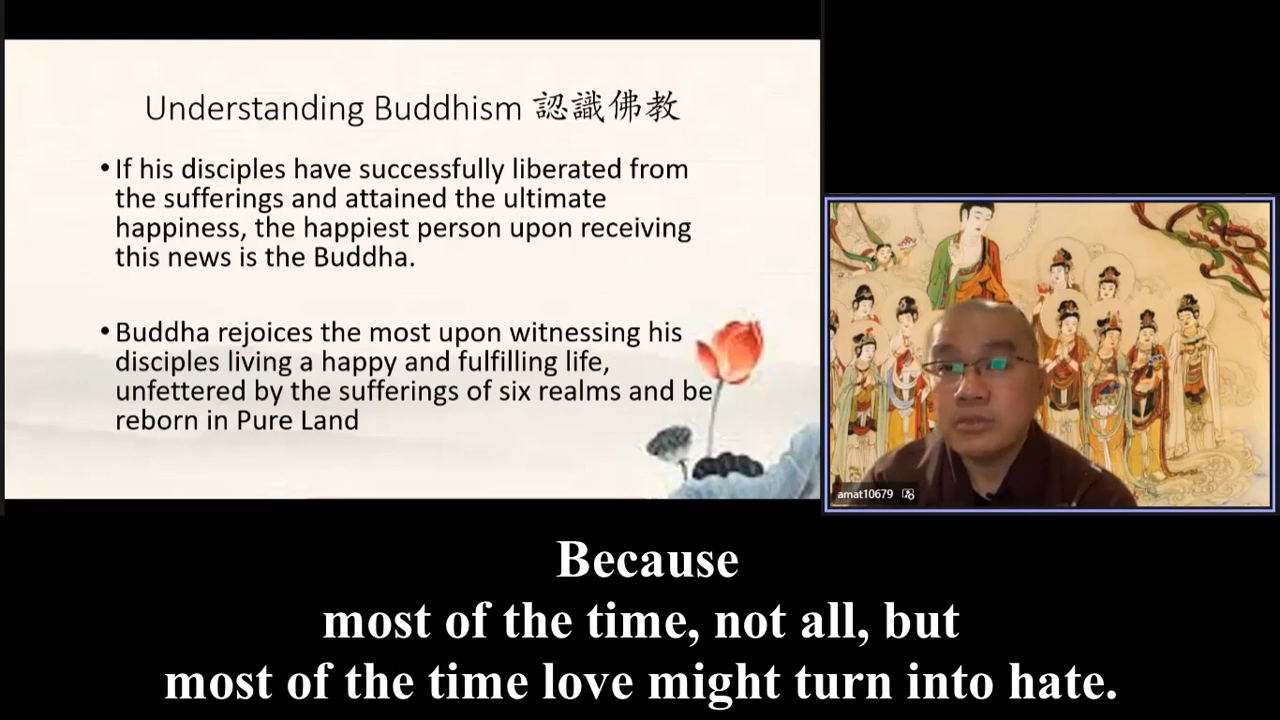 Understanding Buddhism 認識佛教
•If his disciples have successfully liberated from
the sufferings and attained the ultimate
happiness, the happiest person upon receiving
this news is the Buddha.
•Buddha rejoices the most upon witnessing his
disciples living a happy and fulfilling life,
unfettered by the sufferings of six realms and be
reborn in Pure Land
amat10679
Because
most of the time, not all, but
most of the time love might turn into hate.